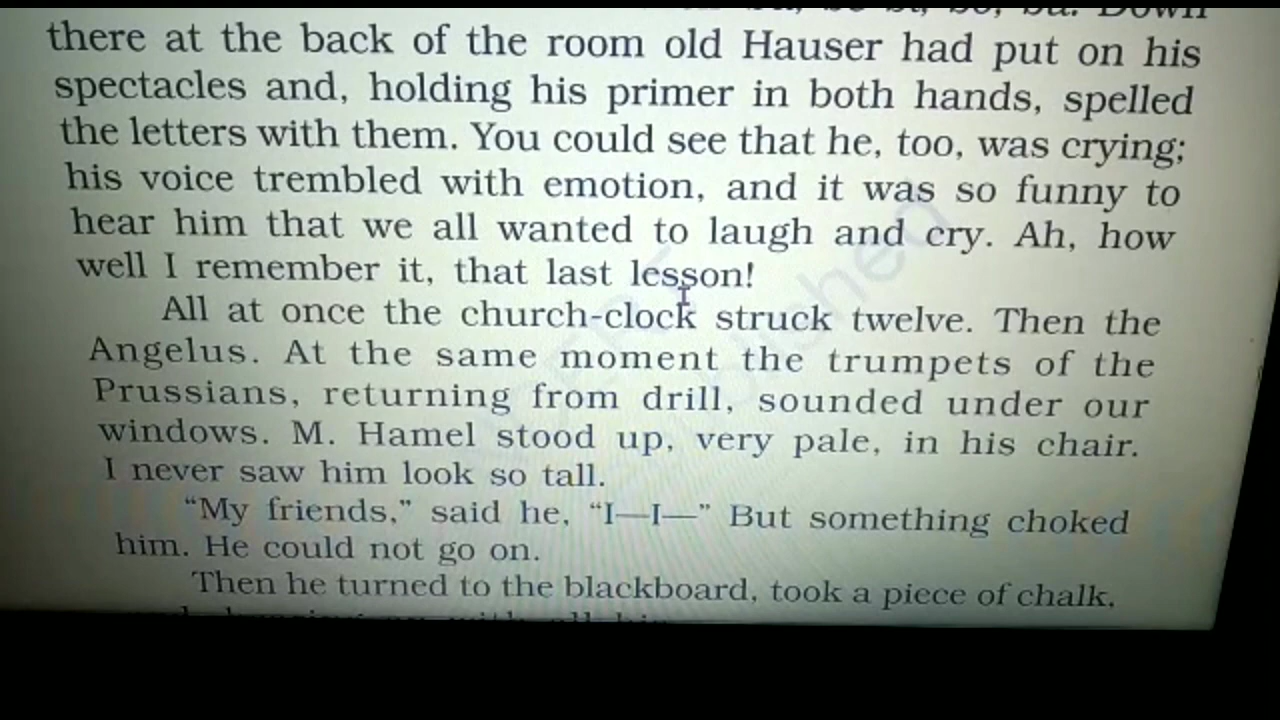 there at the back of the room old Hauser had put on his
spectacles and, holding his primer in both hands, spelled
the letters with them. You could see that he, too, was crying;
his voice trembled with emotion, and it was so funny to
hear him that we all wanted to laugh and cry. Ah, how
well I remember it, that last lesson!
All at once the church-clock struck twelve. Then the
Angelus. At the same moment the trumpets of the
Prussians, returning from drill, sounded under our
windows. M. Hamel stood up, very pale, in his chair.
I never saw him look so tall.
“My friends,” said he, “I—I—” But something choked
him. He could not go on.
Then he turned to the blackboard, took a piece of chalk,